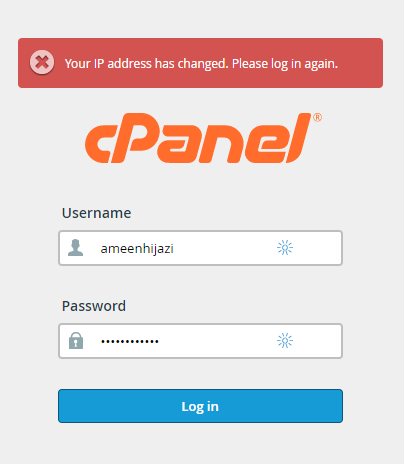 Your IP address has changed. Please log in again.
cPanel®
Username
ameenhijazi
Password
••••••••••••
Log in